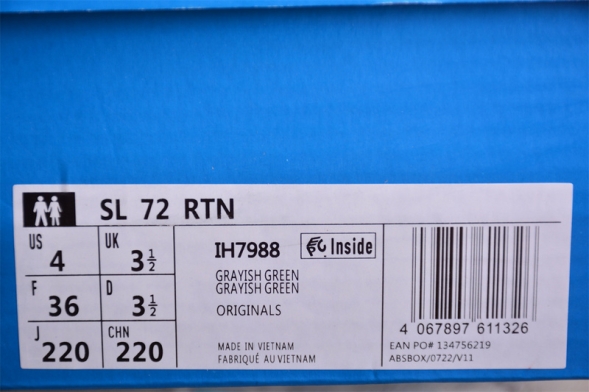 SL 72 RTN
US 4 UK 3 1/2
F 36 D 3 1/2
J 220 CHN 220
IH7988
Inside
GRAYISH GREEN
GRAYISH GREEN
ORIGINALS
MADE IN VIETNAM
FABRIQUÉ AU VIETNAM
4 067897 611326
EAN PO# 134756219
ABSBOX/0722/V11